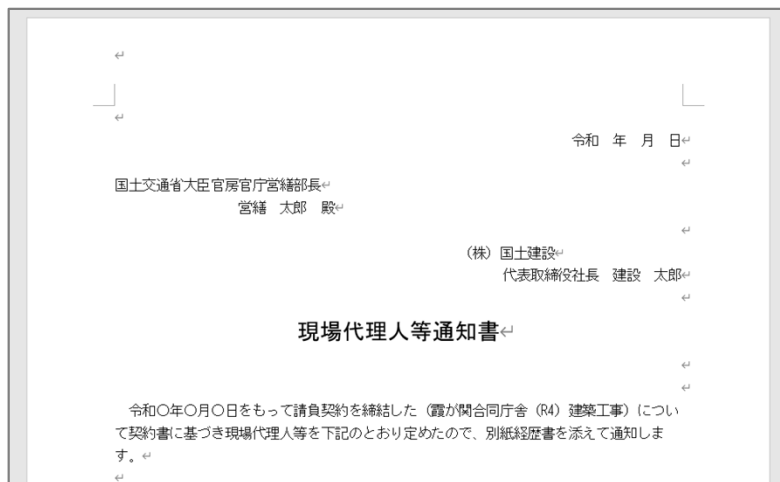 令和　年　月　日
国土交通省大臣官房官庁営繕部長
営繕　太郎　殿
（株）国土建設
代表取締役社長　建設　太郎
現場代理人等通知書
令和〇年〇月〇日をもって請負契約を締結した（霞が関合同庁舎（R4）建築工事）につい
て契約書に基づき現場代理人等を下記のとおり定めたので、別紙経歴書を添えて通知しま
す。